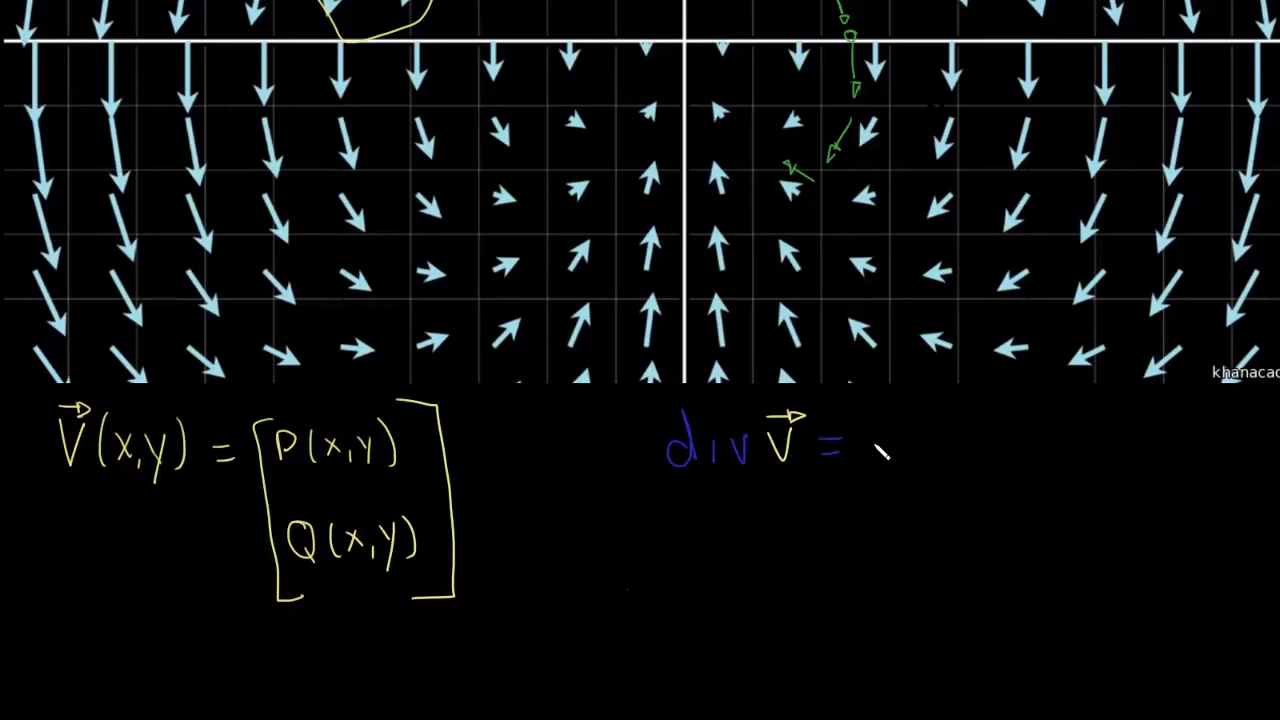 khanacad
V⃗(x,y) = [P(x,y)
Q(x,y)]
div V⃗ =